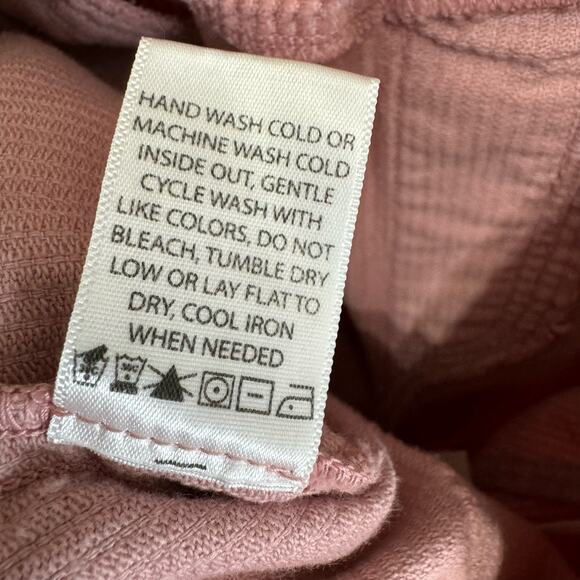 HAND WASH COLD OR
MACHINE WASH COLD
INSIDE OUT, GENTLE
CYCLE WASH WITH
LIKE COLORS, DO NOT
BLEACH, TUMBLE DRY
LOW OR LAY FLAT TO
DRY, COOL IRON
WHEN NEEDED